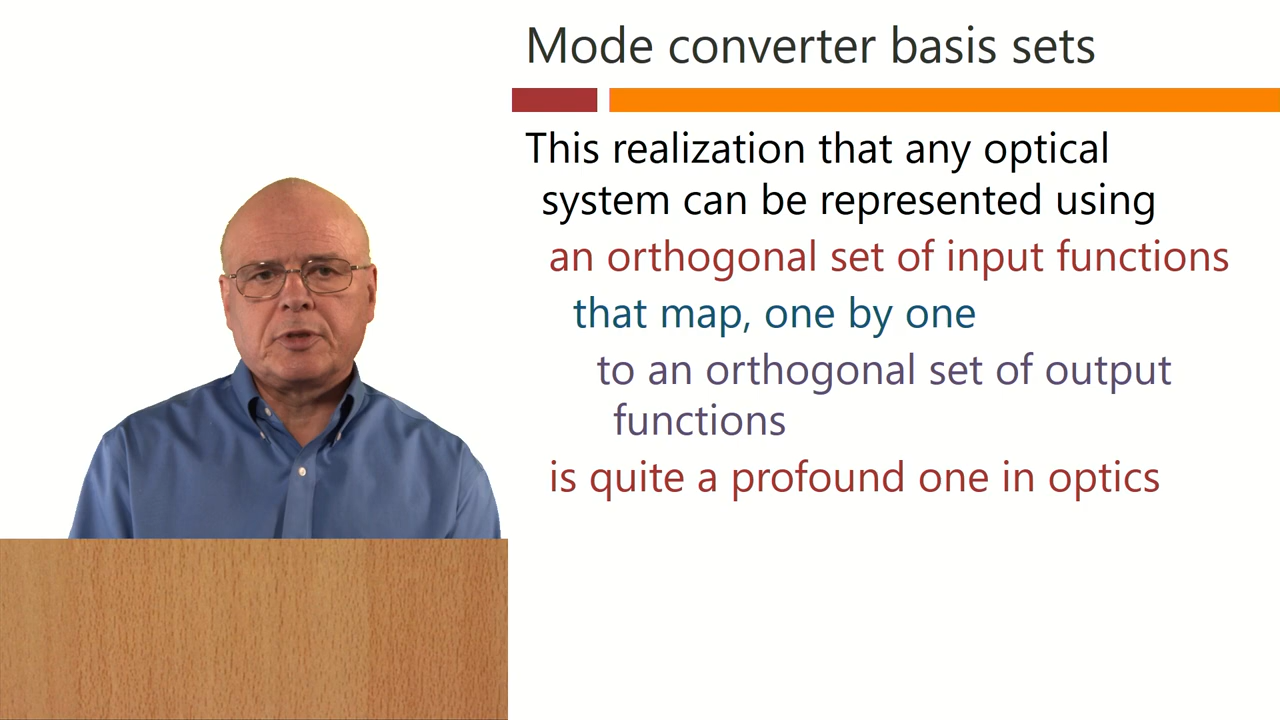 Mode converter basis sets
This realization that any optical
system can be represented using
an orthogonal set of input functions
that map, one by one
to an orthogonal set of output
functions
is quite a profound one in optics